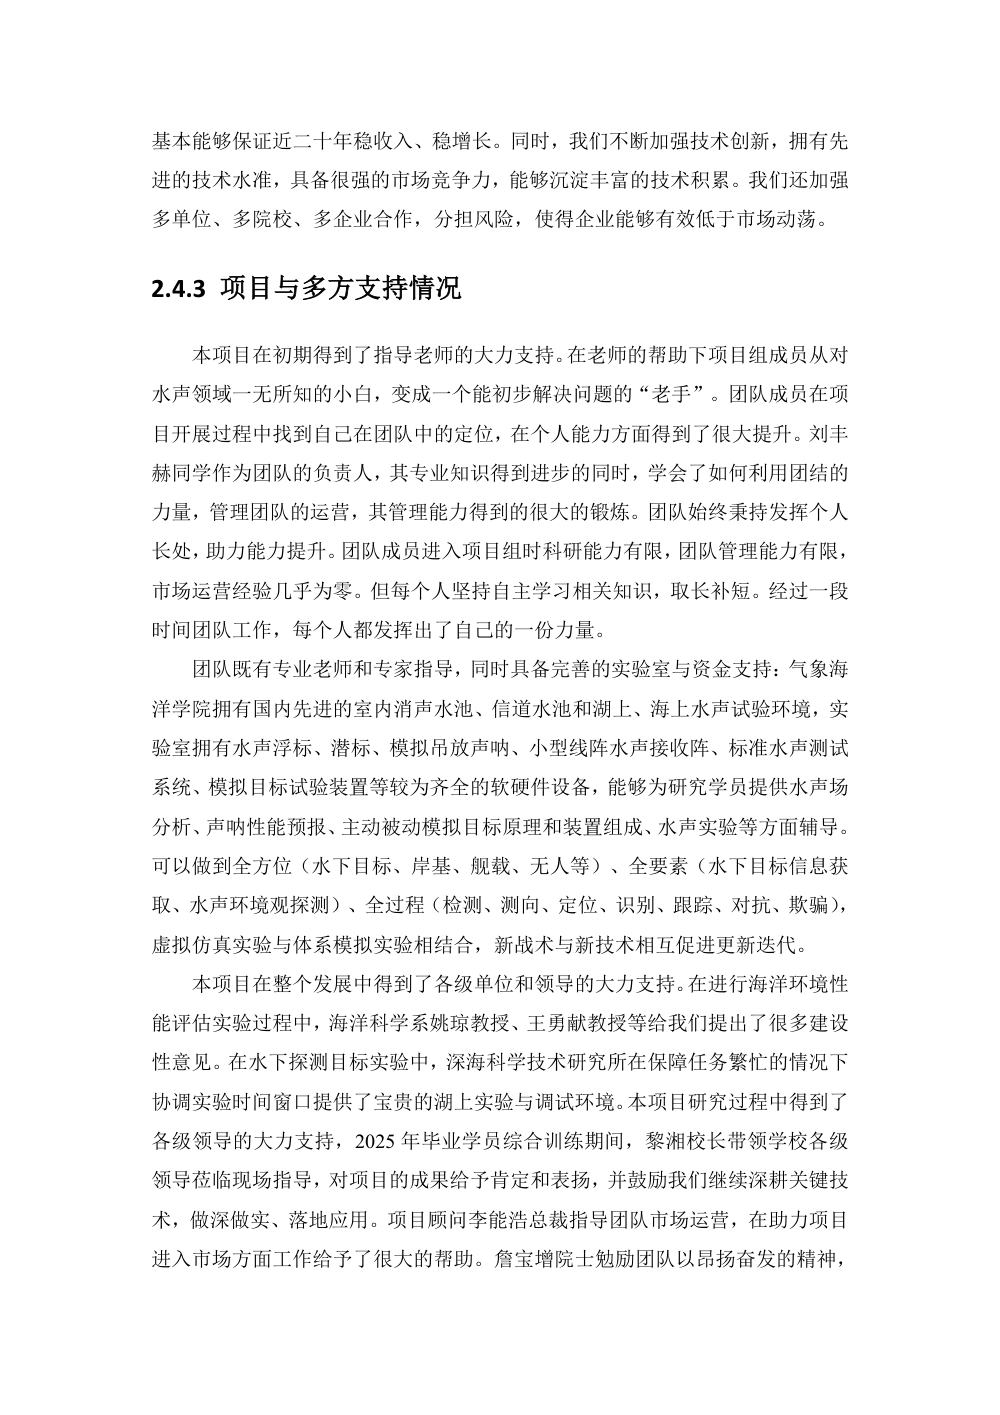 基本能够保证近二十年稳收入、稳增长。同时，我们不断加强技术创新，拥有先
进的技术水准，具备很强的市场竞争力，能够沉淀丰富的技术积累。我们还加强
多单位、多院校、多企业合作，分担风险，使得企业能够有效低于市场动荡。
2.4.3 项目与多方支持情况
本项目在初期得到了指导老师的大力支持。在老师的帮助下项目组成员从对
水声领域一无所知的小白，变成一个能初步解决问题的“老手”。团队成员在项
目开展过程中找到自己在团队中的定位，在个人能力方面得到了很大提升。刘丰
赫同学作为团队的负责人，其专业知识得到进步的同时，学会了如何利用团结的
力量，管理团队的运营，其管理能力得到的很大的锻炼。团队始终秉持发挥个人
长处，助力能力提升。团队成员进入项目组时科研能力有限，团队管理能力有限，
市场运营经验几乎为零。但每个人坚持自主学习相关知识，取长补短。经过一段
时间团队工作，每个人都发挥出了自己的一份力量。
团队既有专业老师和专家指导，同时具备完善的实验室与资金支持：气象海
洋学院拥有国内先进的室内消声水池、信道水池和湖上、海上水声试验环境，实
验室拥有水声浮标、潜标、模拟吊放声呐、小型线阵水声接收阵、标准水声测试
系统、模拟目标试验装置等较为齐全的软硬件设备，能够为研究学员提供水声场
分析、声呐性能预报、主动被动模拟目标原理和装置组成、水声实验等方面辅导。
可以做到全方位（水下目标、岸基、舰载、无人等）、全要素（水下目标信息获
取、水声环境观探测）、全过程（检测、测向、定位、识别、跟踪、对抗、欺骗），
虚拟仿真实验与体系模拟实验相结合，新战术与新技术相互促进更新迭代。
本项目在整个发展中得到了各级单位和领导的大力支持。在进行海洋环境性
能评估实验过程中，海洋科学系姚琼教授、王勇献教授等给我们提出了很多建设
性意见。在水下探测目标实验中，深海科学技术研究所在保障任务繁忙的情况下
协调实验时间窗口提供了宝贵的湖上实验与调试环境。本项目研究过程中得到了
各级领导的大力支持，2025 年毕业学员综合训练期间，黎湘校长带领学校各级
领导莅临现场指导，对项目的成果给予肯定和表扬，并鼓励我们继续深耕关键技
术，做深做实、落地应用。项目顾问李能浩总裁指导团队市场运营，在助力项目
进入市场方面工作给予了很大的帮助。詹宝增院士勉励团队以昂扬奋发的精神，